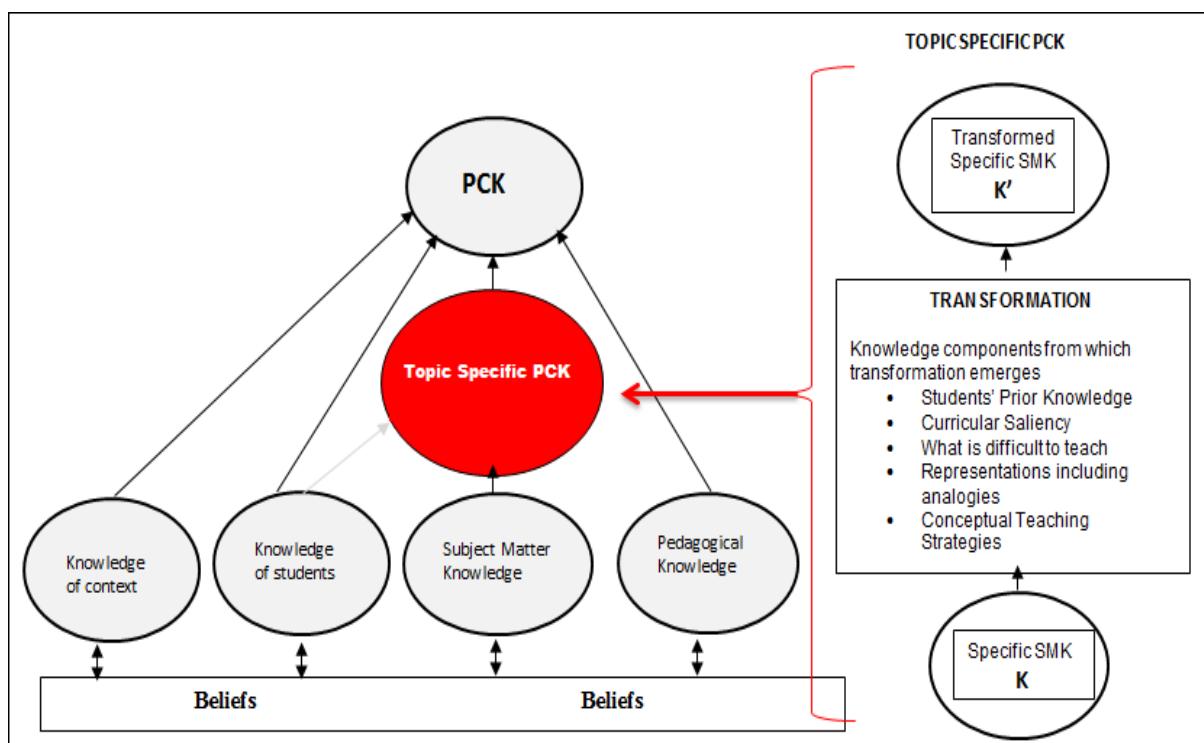 TOPIC SPECIFIC PCK
PCK
Topic Specific PCK
Knowledge
of context
Knowledge
of students
Subject Matter
Knowledge
Pedagogical
Knowledge
Beliefs
Beliefs
Transformed
Specific SMK
K’
TRANSFORMATION
Knowledge components from which
transformation emerges
• Students’ Prior Knowledge
• Curricular Saliency
• What is difficult to teach
• Representations including
analogies
• Conceptual Teaching
Strategies
Specific SMK
K